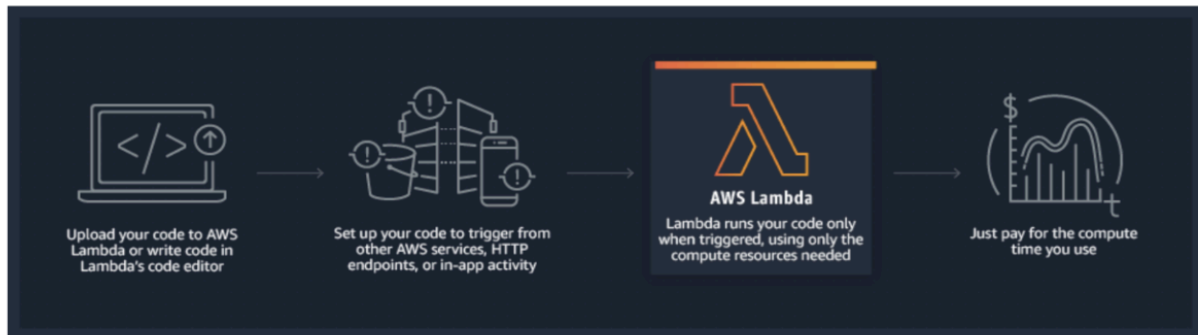 </>
Upload your code to AWS
Lambda or write code in
Lambda's code editor
!
!
!
Set up your code to trigger from
other AWS services, HTTP
endpoints, or in-app activity
AWS Lambda
Lambda runs your code only
when triggered, using only the
compute resources needed
$
t
Just pay for the compute
time you use